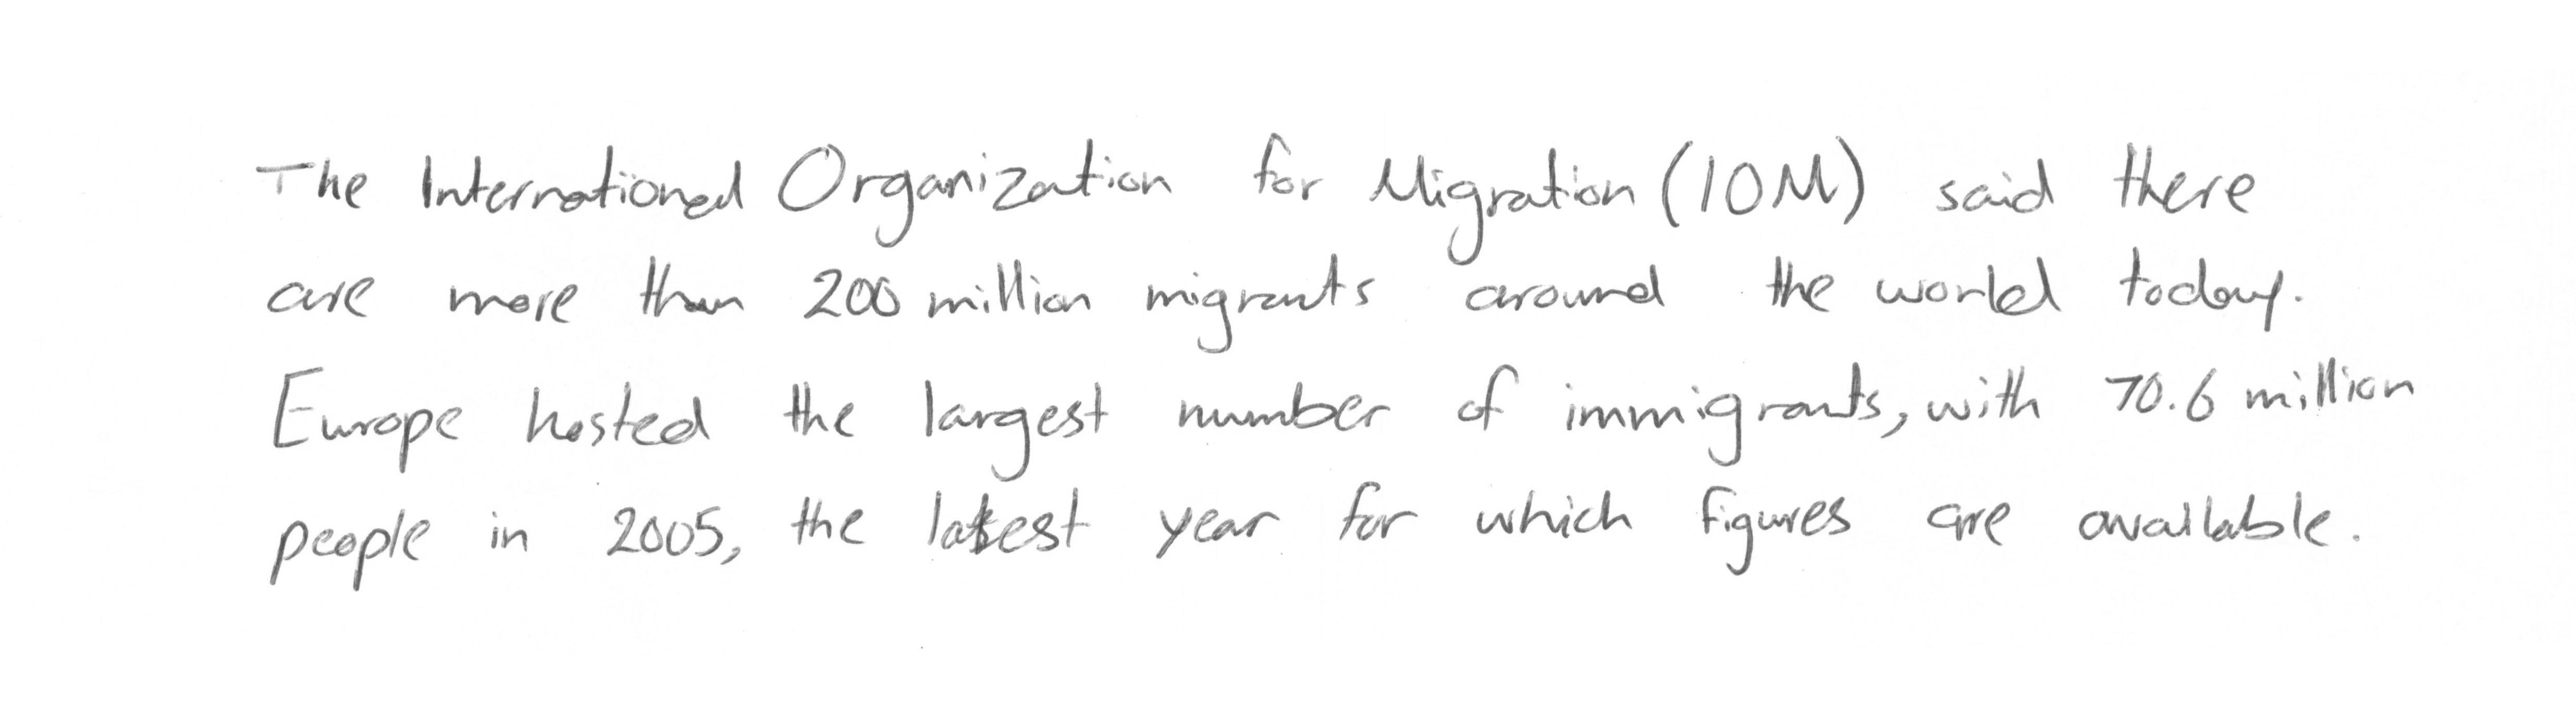 The International Organization for Migration (IOM) said there
are more than 200 million migrants around the world today.
Europe hosted the largest number of immigrants, with 70.6 million
people in 2005, the latest year for which figures are available.